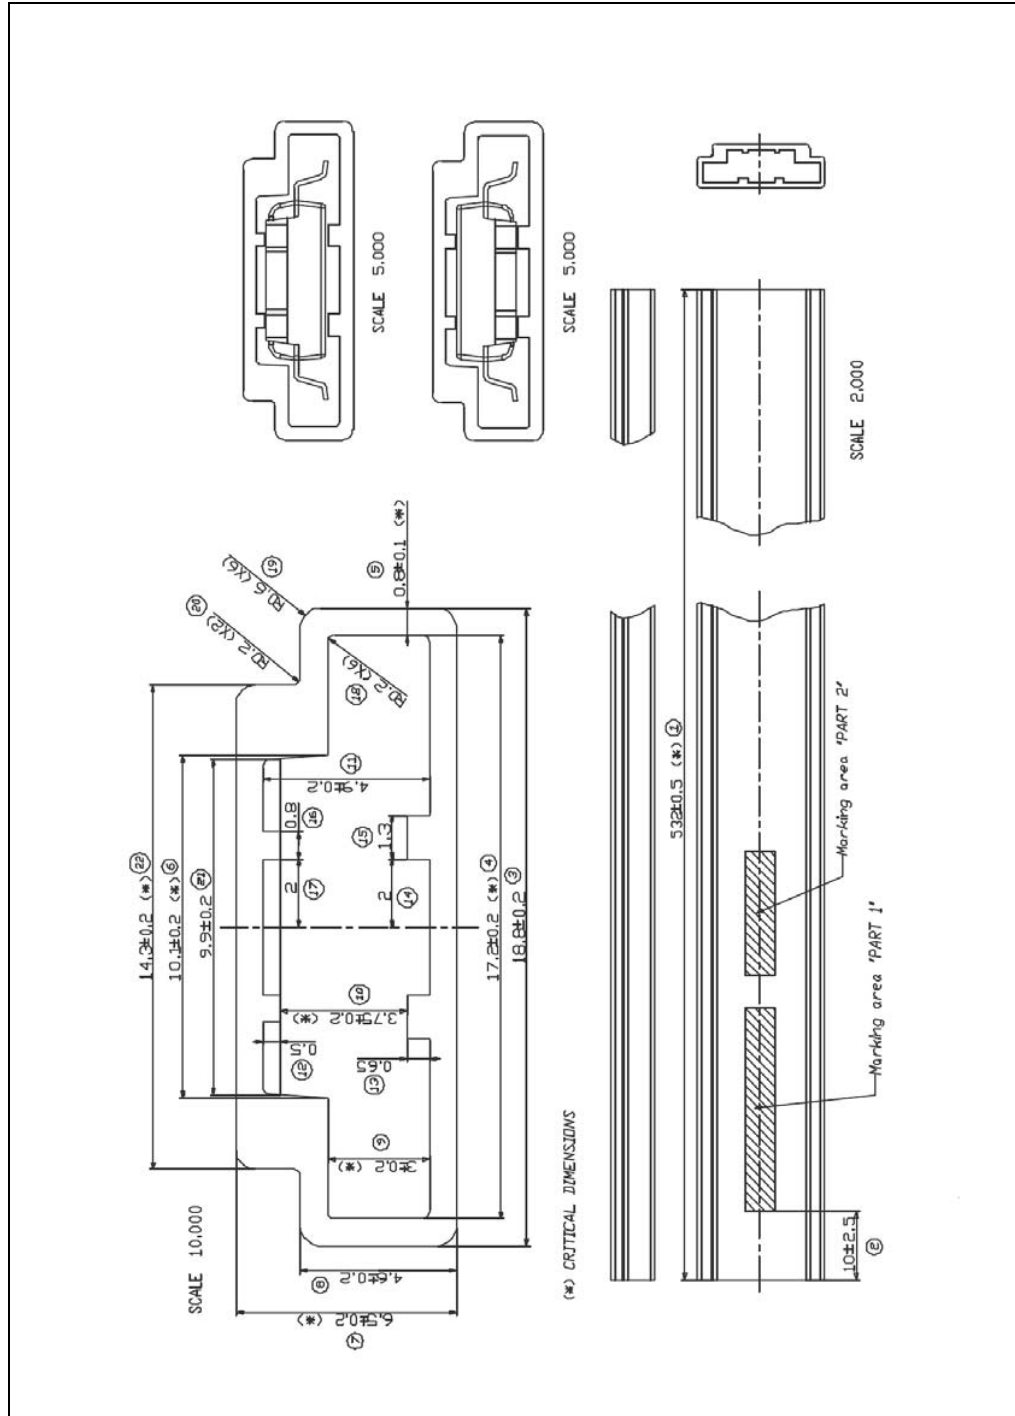 SCALE 5.000
SCALE 5.000
SCALE 2.000
SCALE 10.000
14.3±0.2 (*) 22
10.1±0.2 (*) 6
9.9±0.2 21
R0.2 (X2) 20
R0.6 (X6) 19
R0.2 (X6) 18
0.8±0.1 (*) 5
4.9±0.2 11
0.8 16
2 17
1.3 15
2 14
3.75±0.2 (*) 10
0.5 12
0.65 13
3±0.2 (*) 9
17.2±0.2 (*) 4
18.8±0.2 3
4.6±0.2 8
6.5±0.2 (*) 7
(*) CRITICAL DIMENSIONS
532±0.5 (*) 1
Marking area "PART 2"
Marking area "PART 1"
10±2.5 2